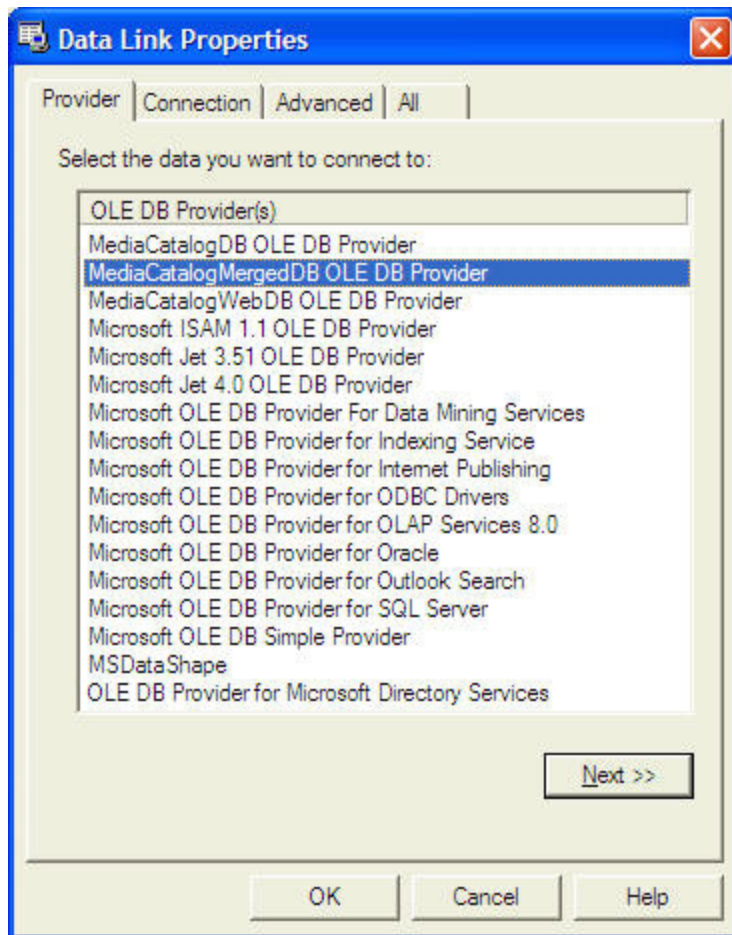 Data Link Properties
Provider Connection Advanced All
Select the data you want to connect to:
OLE DB Provider(s)
MediaCatalogDB OLE DB Provider
MediaCatalogMergedDB OLE DB Provider
MediaCatalogWebDB OLE DB Provider
Microsoft ISAM 1.1 OLE DB Provider
Microsoft Jet 3.51 OLE DB Provider
Microsoft Jet 4.0 OLE DB Provider
Microsoft OLE DB Provider For Data Mining Services
Microsoft OLE DB Provider for Indexing Service
Microsoft OLE DB Provider for Internet Publishing
Microsoft OLE DB Provider for ODBC Drivers
Microsoft OLE DB Provider for OLAP Services 8.0
Microsoft OLE DB Provider for Oracle
Microsoft OLE DB Provider for Outlook Search
Microsoft OLE DB Provider for SQL Server
Microsoft OLE DB Simple Provider
MSDataShape
OLE DB Provider for Microsoft Directory Services
Next >>
OK Cancel Help